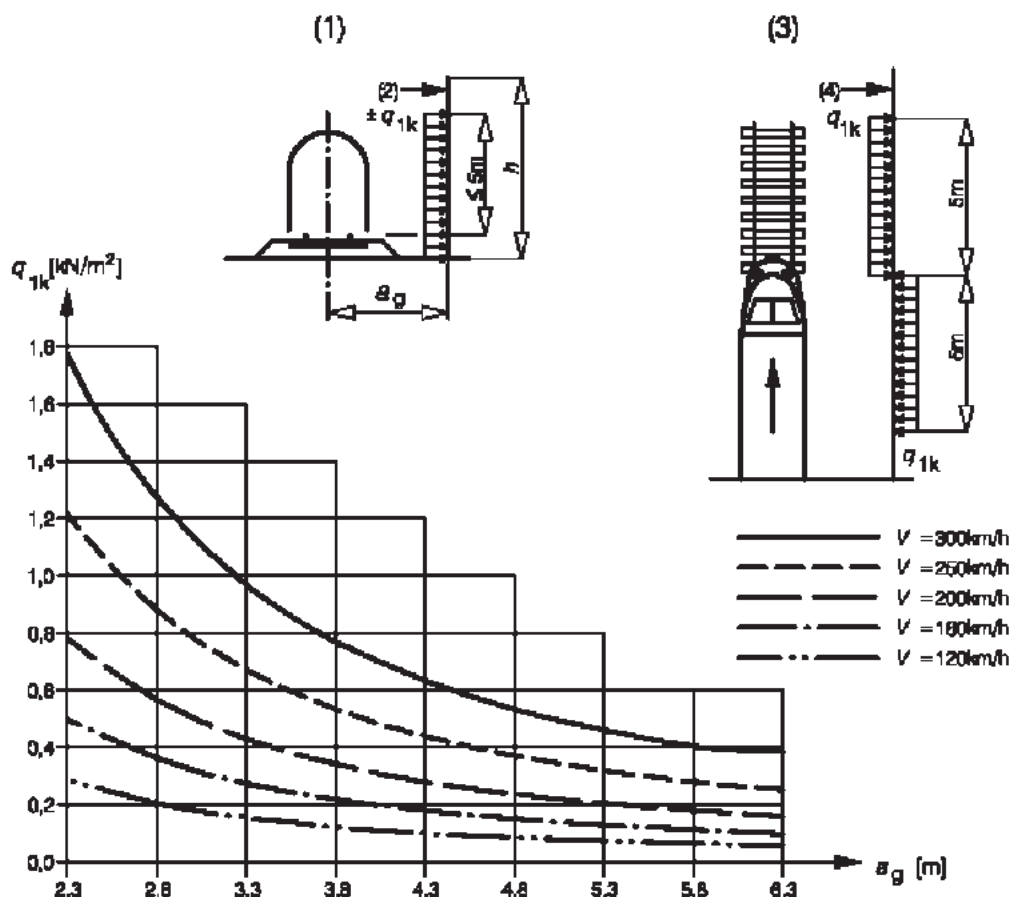 (1)
(3)
(2)
± q1k
≤ 5m
h
ag
(4)
q1k
5m
5m
q1k
q1k [kN/m²]
1,8
1,6
1,4
1,2
1,0
0,8
0,6
0,4
0,2
0,0
2,3
2,8
3,3
3,8
4,3
4,8
5,3
5,8
6,3
ag [m]
V = 300km/h
V = 250km/h
V = 200km/h
V = 160km/h
V = 120km/h